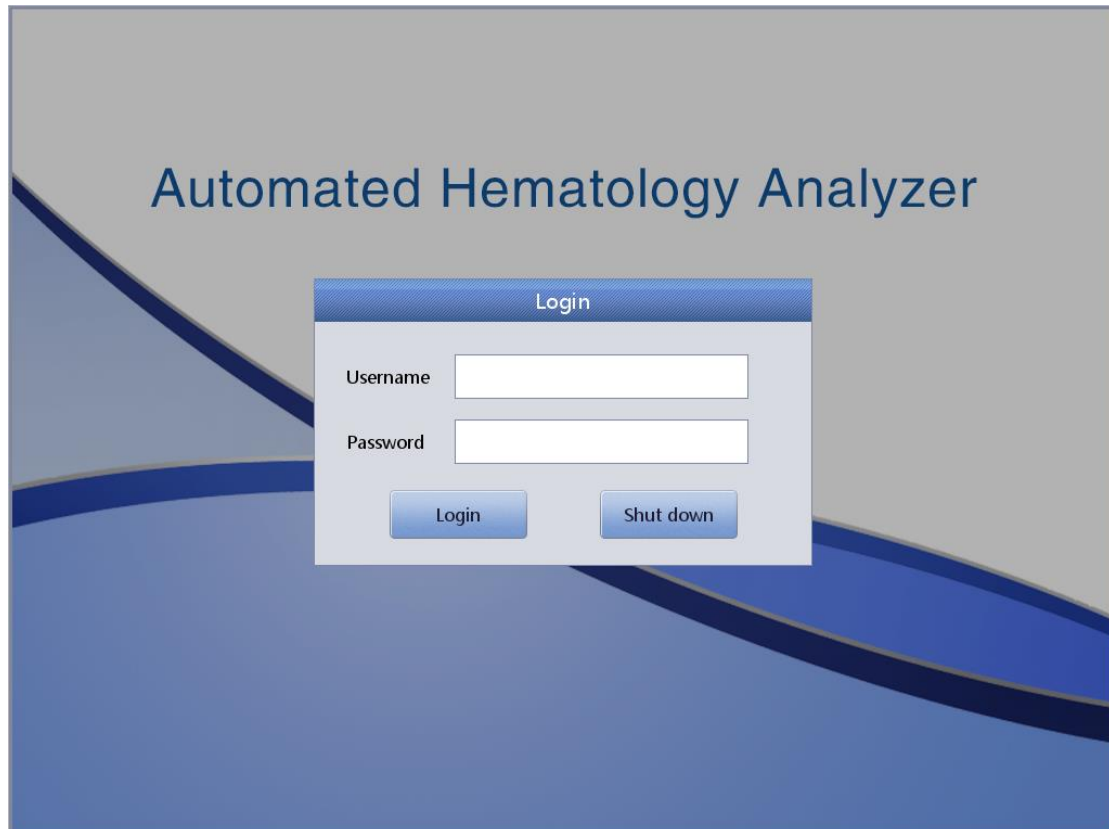 Automated Hematology Analyzer
Login
Username
Password
Login Shut down